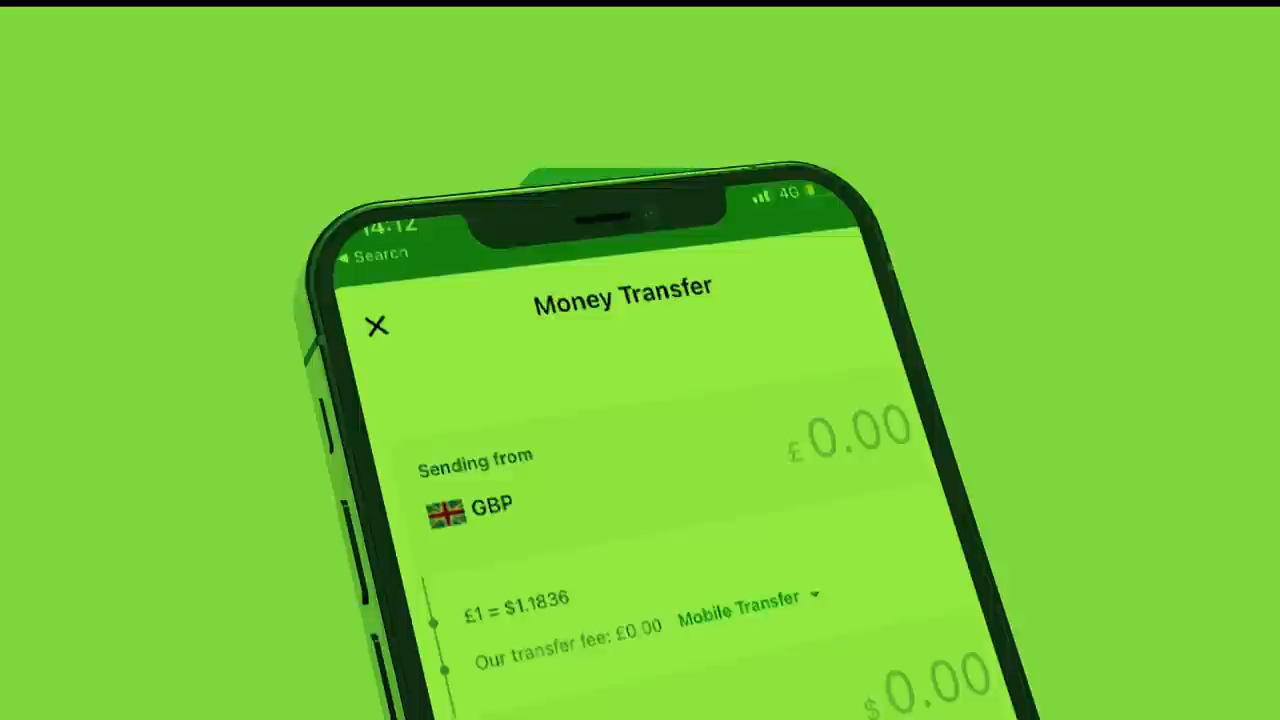 14:12
4G
◀ Search
Money Transfer
Sending from
£ 0.00
GBP
£1 = $1.1836
Our transfer fee: £0.00 Mobile Transfer
$ 0.00